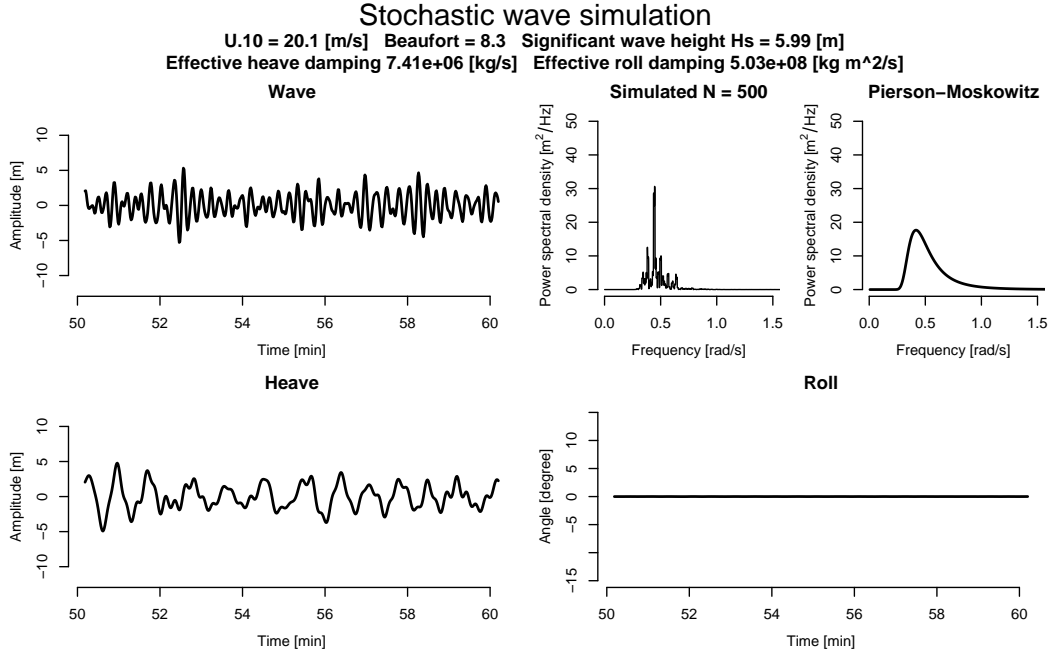 Stochastic wave simulation
U.10 = 20.1 [m/s] Beaufort = 8.3 Significant wave height Hs = 5.99 [m]
Effective heave damping 7.41e+06 [kg/s] Effective roll damping 5.03e+08 [kg m^2/s]
Wave
Amplitude [m]
10
5
0
−5
−10
50 52 54 56 58 60
Time [min]
Simulated N = 500
Power spectral density [m²/Hz]
50
40
30
20
10
0
0.0 0.5 1.0 1.5
Frequency [rad/s]
Pierson−Moskowitz
Power spectral density [m²/Hz]
50
40
30
20
10
0
0.0 0.5 1.0 1.5
Frequency [rad/s]
Heave
Amplitude [m]
10
5
0
−5
−10
50 52 54 56 58 60
Time [min]
Roll
Angle [degree]
10
5
0
−5
−15
50 52 54 56 58 60
Time [min]